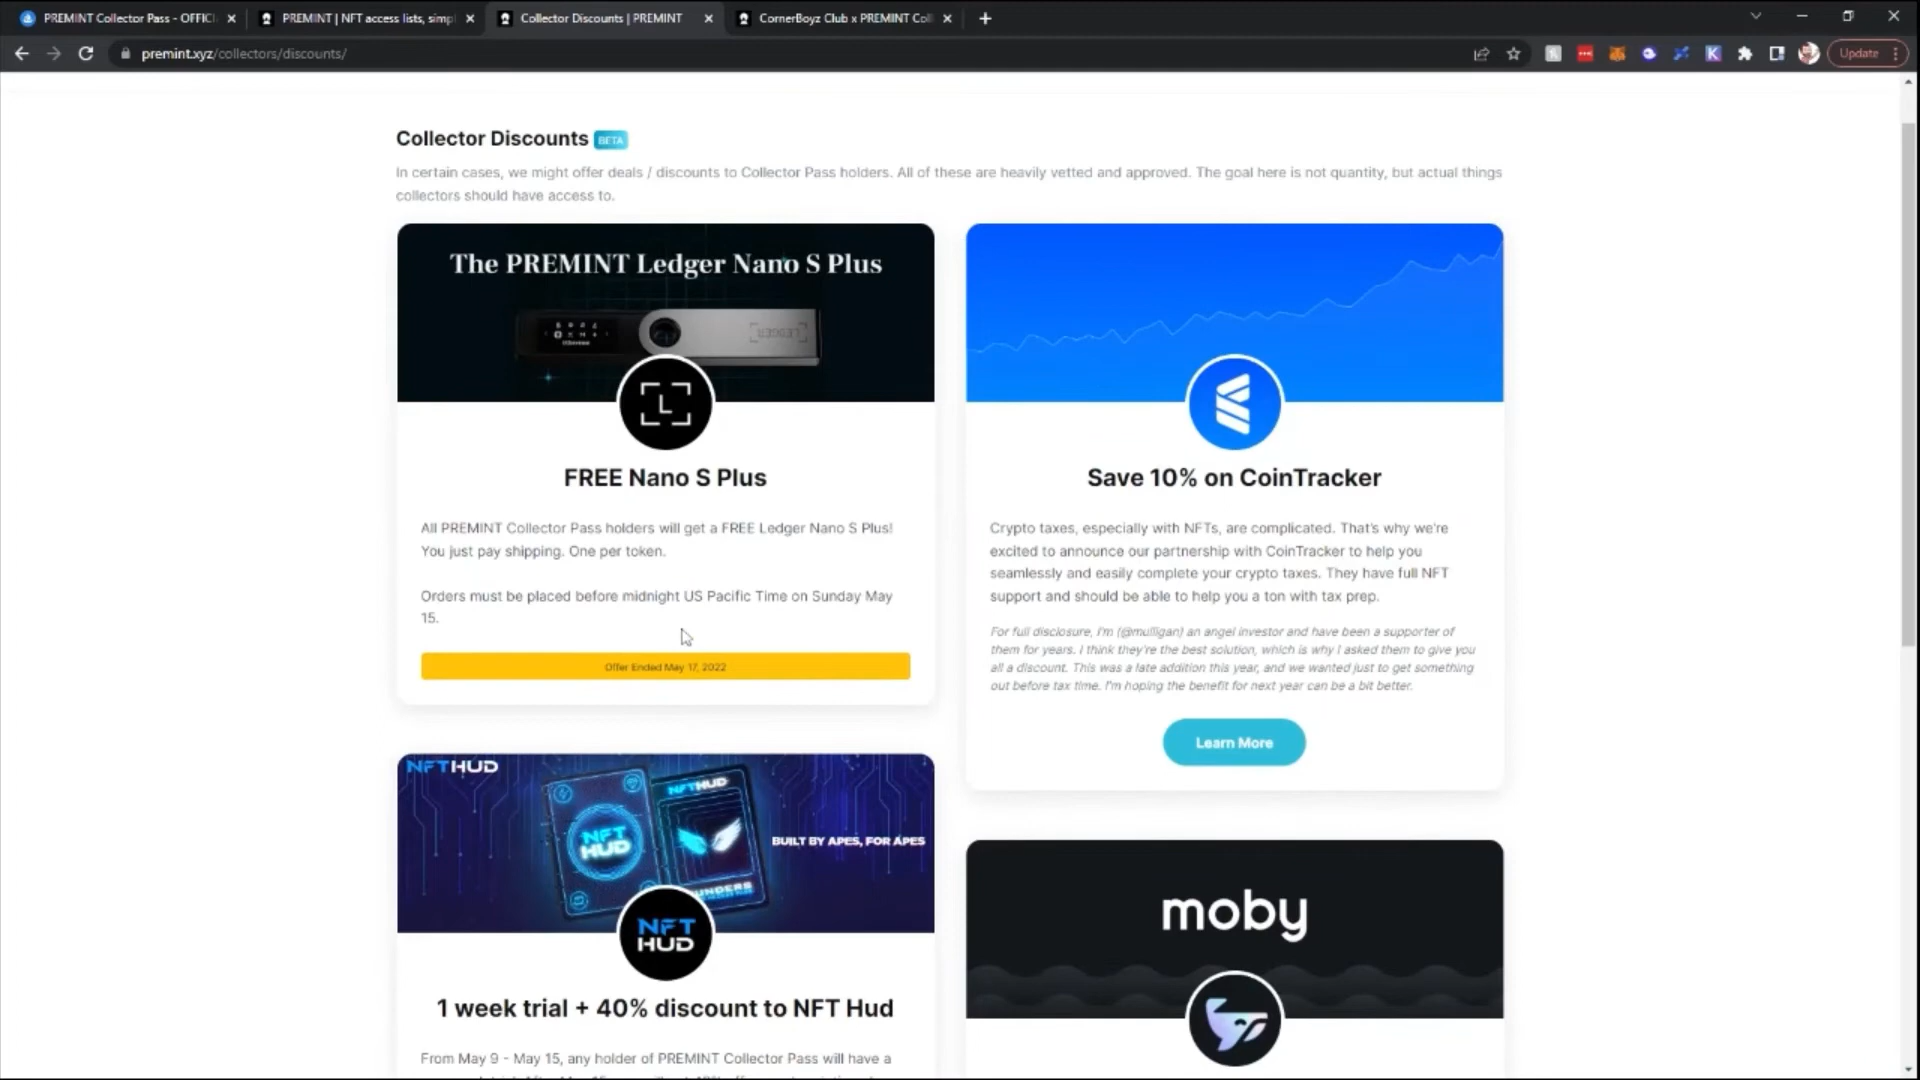 PREMINT Collector Pass - OFFICI
PREMINT | NFT access lists, simp
Collector Discounts | PREMINT
CornerBoyz Club x PREMINT Coll
premint.xyz/collectors/discounts/
Update
Collector Discounts BETA
In certain cases, we might offer deals / discounts to Collector Pass holders. All of these are heavily vetted and approved. The goal here is not quantity, but actual things
collectors should have access to.
The PREMINT Ledger Nano S Plus
LEDGER
L
FREE Nano S Plus
All PREMINT Collector Pass holders will get a FREE Ledger Nano S Plus!
You just pay shipping. One per token.
Orders must be placed before midnight US Pacific Time on Sunday May
15.
Offer Ended May 17, 2022
Save 10% on CoinTracker
Crypto taxes, especially with NFTs, are complicated. That's why we're
excited to announce our partnership with CoinTracker to help you
seamlessly and easily complete your crypto taxes. They have full NFT
support and should be able to help you a ton with tax prep.
For full disclosure, I'm (@mulligan) an angel investor and have been a supporter of
them for years. I think they're the best solution, which is why I asked them to give you
all a discount. This was a late addition this year, and we wanted just to get something
out before tax time. I'm hoping the benefit for next year can be a bit better.
Learn More
NFTHUD
NFT
HUD
NFTHUD
BUILT BY APES, FOR APES
NFT
HUD
1 week trial + 40% discount to NFT Hud
From May 9 - May 15, any holder of PREMINT Collector Pass will have a
moby